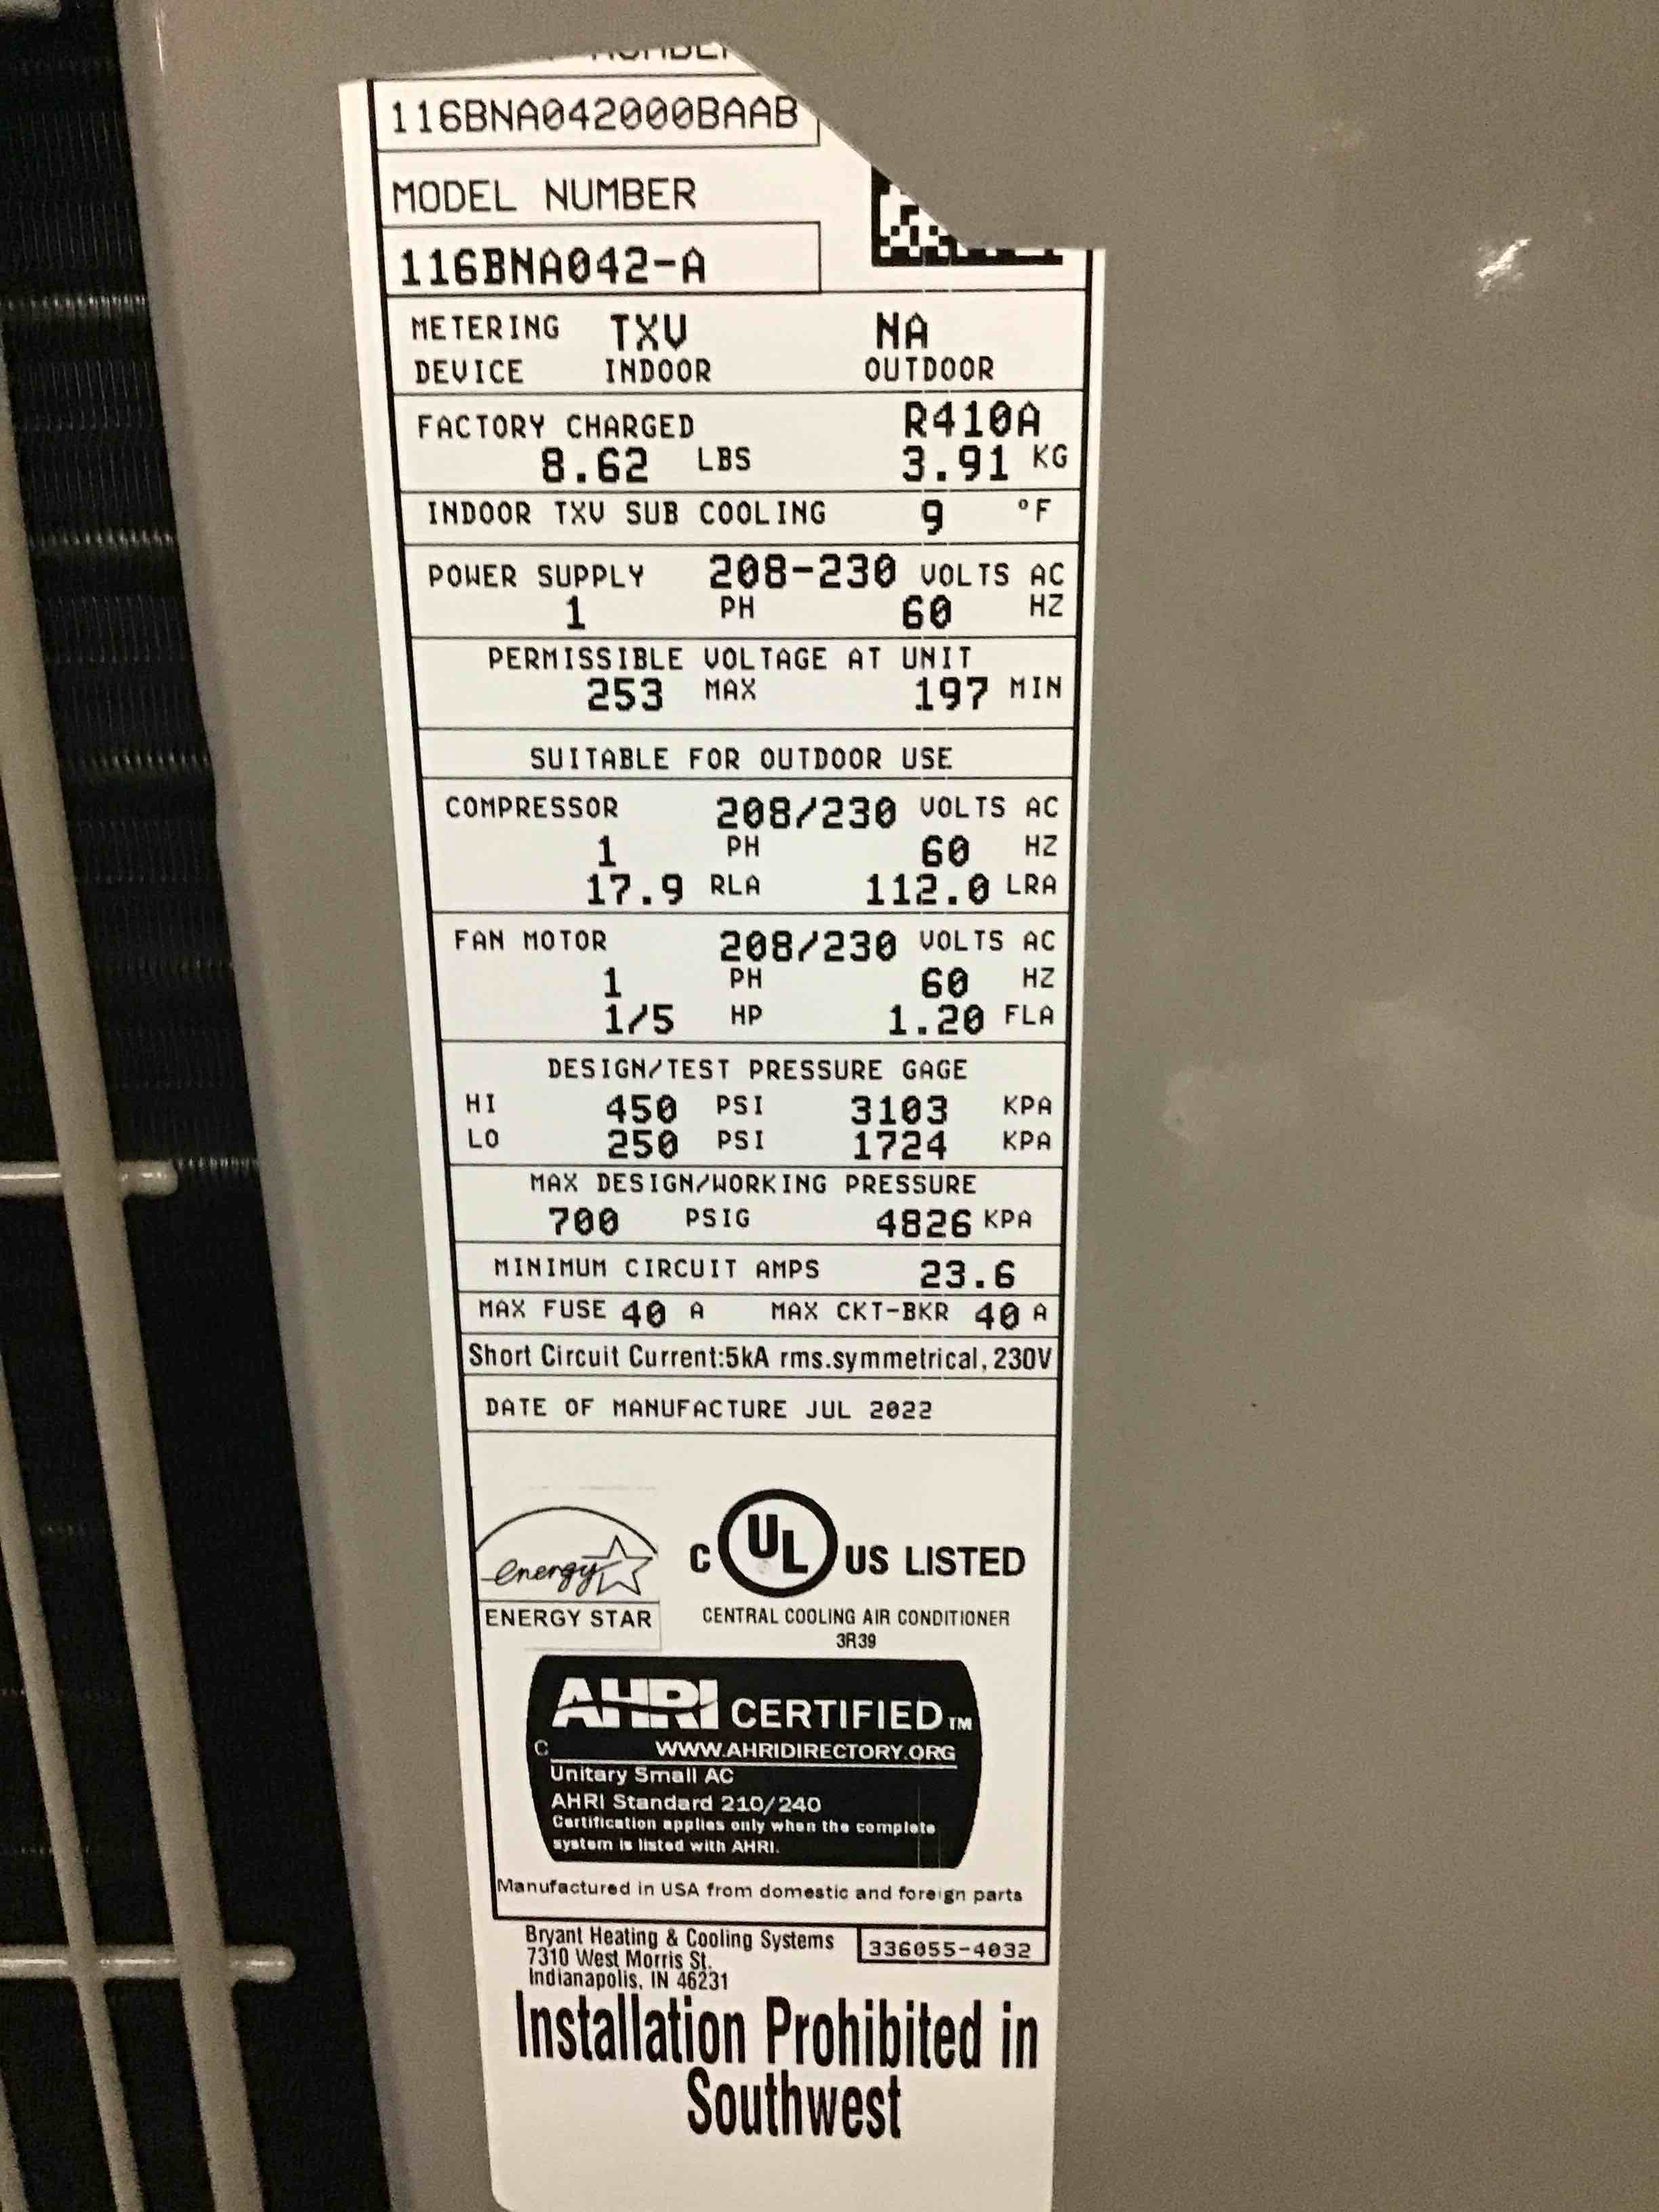 116BNA042000BAAB
MODEL NUMBER
116BNA042-A
METERING TXV NA
DEVICE INDOOR OUTDOOR
FACTORY CHARGED R410A
8.62 LBS 3.91 KG
INDOOR TXV SUB COOLING 9 °F
POWER SUPPLY 208-230 VOLTS AC
1 PH 60 HZ
PERMISSIBLE VOLTAGE AT UNIT
253 MAX 197 MIN
SUITABLE FOR OUTDOOR USE
COMPRESSOR 208/230 VOLTS AC
1 PH 60 HZ
17.9 RLA 112.0 LRA
FAN MOTOR 208/230 VOLTS AC
1 PH 60 HZ
1/5 HP 1.20 FLA
DESIGN/TEST PRESSURE GAGE
HI 450 PSI 3103 KPA
LO 250 PSI 1724 KPA
MAX DESIGN/WORKING PRESSURE
700 PSIG 4826 KPA
MINIMUM CIRCUIT AMPS 23.6
MAX FUSE 40 A MAX CKT-BKR 40 A
Short Circuit Current:5kA rms.symmetrical, 230V
DATE OF MANUFACTURE JUL 2022
energy
ENERGY STAR
C UL US LISTED
CENTRAL COOLING AIR CONDITIONER
3R39
AHRI CERTIFIED™
C WWW.AHRIDIRECTORY.ORG
Unitary Small AC
AHRI Standard 210/240
Certification applies only when the complete
system is listed with AHRI.
Manufactured in USA from domestic and foreign parts
Bryant Heating & Cooling Systems 336055-4032
7310 West Morris St.
Indianapolis, IN 46231
Installation Prohibited in
Southwest